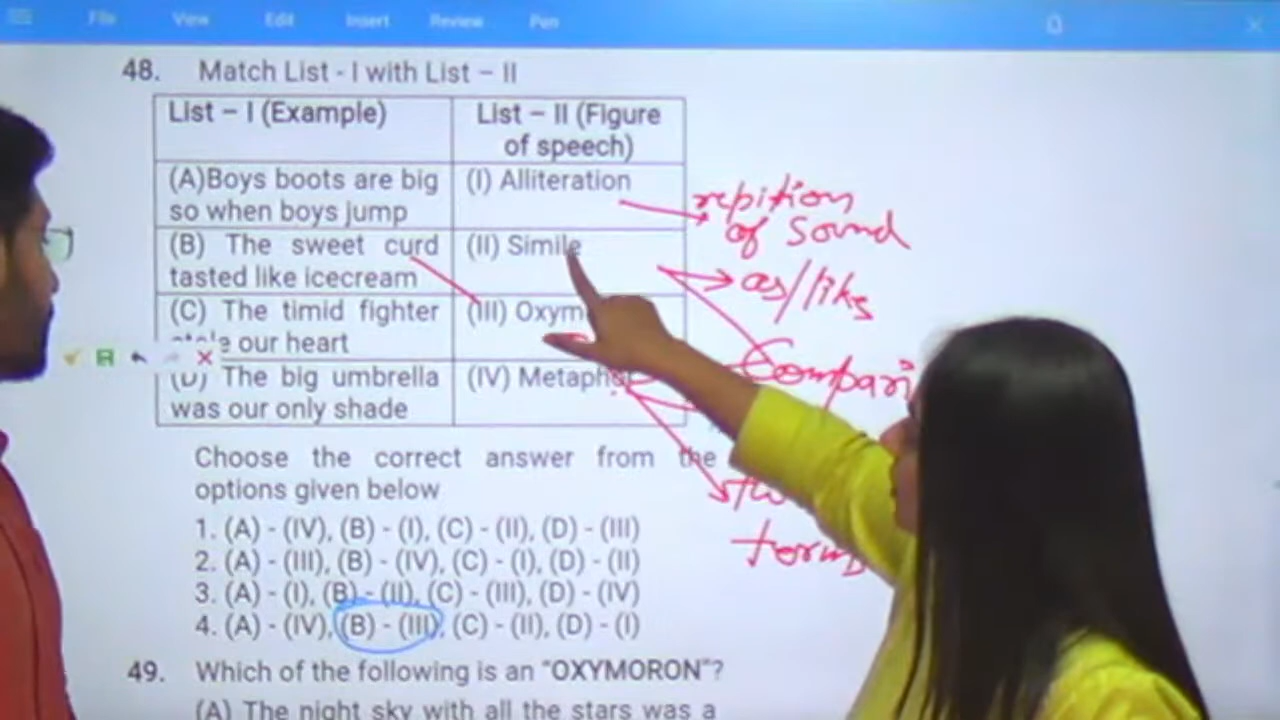 File View Edit Insert Review Pen
48. Match List - I with List – II
List – I (Example)
List – II (Figure
of speech)
(A)Boys boots are big
so when boys jump
(I) Alliteration
(B) The sweet curd
tasted like icecream
(II) Simile
(C) The timid fighter
our heart
(III)
(D) The big umbrella
was our only shade
(IV)
repition
of sound
as/like
Choose the correct answer from the
options given below
1. (A) - (IV), (B) - (I), (C) - (II), (D) - (III)
2. (A) - (III), (B) - (IV), (C) - (I), (D) - (II)
3. (A) - (I), (B) - (II), (C) - (III), (D) - (IV)
4. (A) - (IV), (B) - (III), (C) - (II), (D) - (I)
49. Which of the following is an “OXYMORON”?
(A) The night sky with all the stars was a